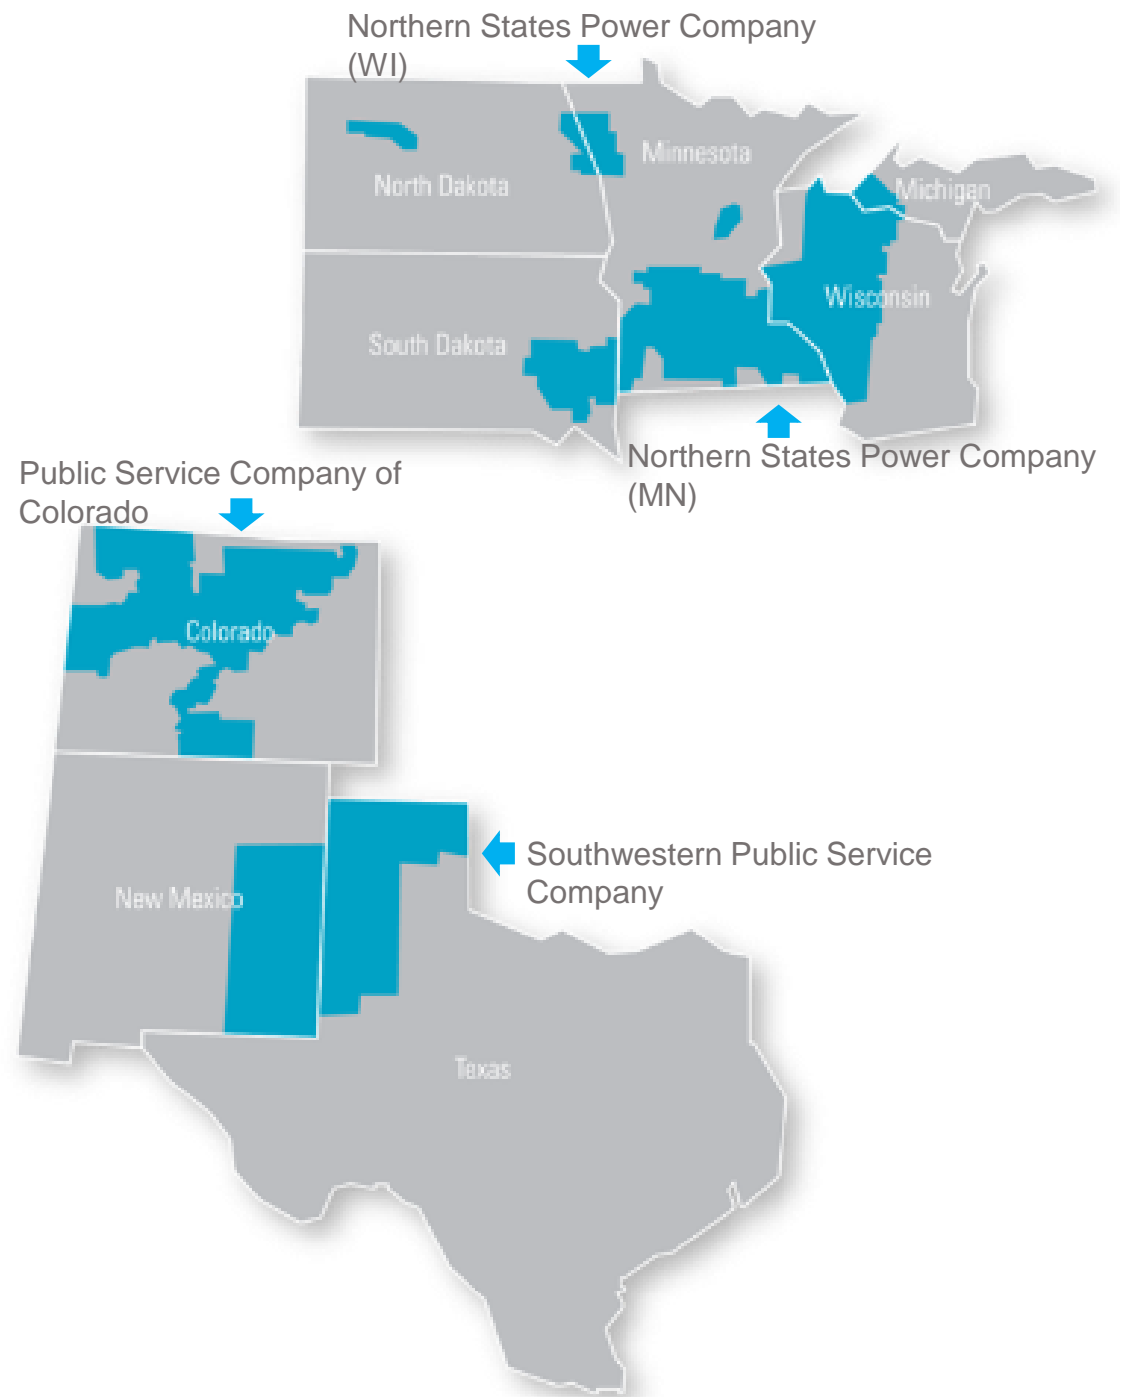 Northern States Power Company
(WI)
Minnesota
North Dakota
Michigan
Wisconsin
South Dakota
Northern States Power Company
(MN)
Public Service Company of
Colorado
Colorado
Southwestern Public Service
Company
New Mexico
Texas